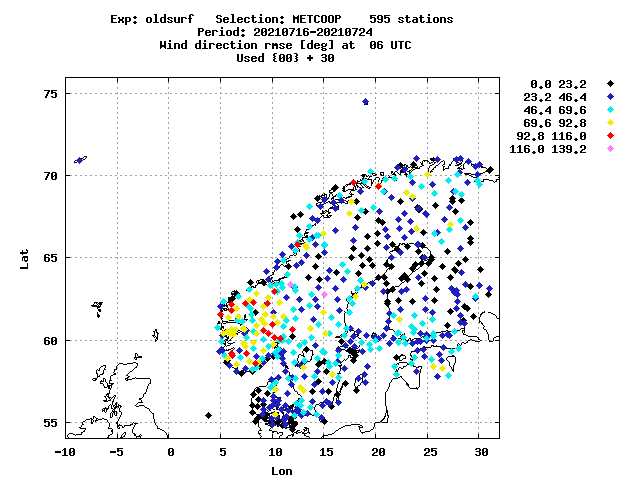 Exp: oldsurf   Selection: METCOOP    595 stations
Period: 20210716-20210724
Wind direction rmse [deg] at  06 UTC
Used {00} + 30
0.0 23.2
23.2 46.4
46.4 69.6
69.6 92.8
92.8 116.0
116.0 139.2
75
70
65
60
55
Lat
-10 -5 0 5 10 15 20 25 30
Lon